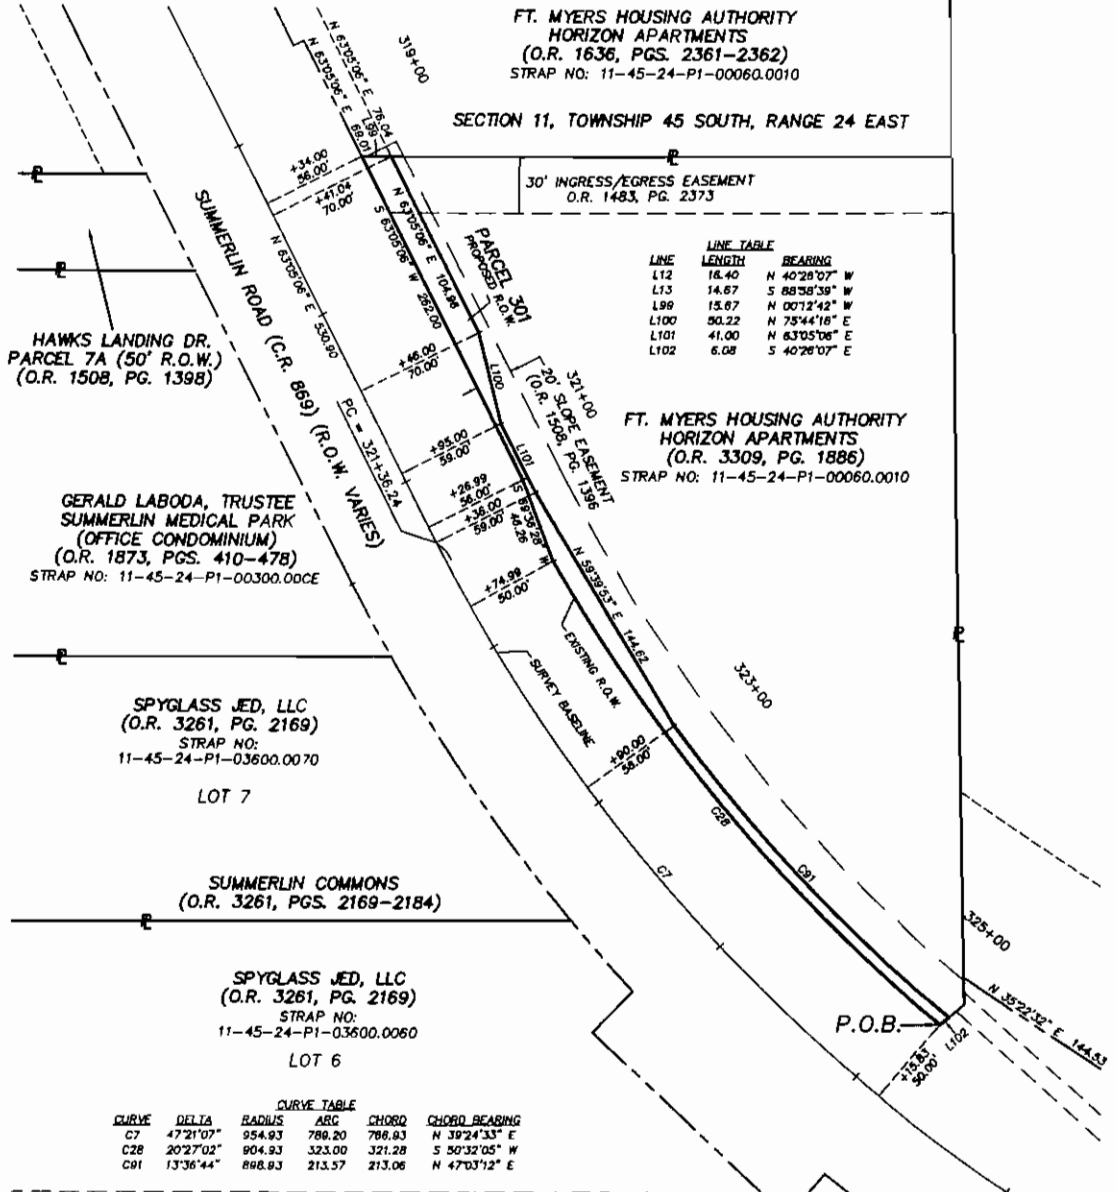 FT. MYERS HOUSING AUTHORITY
HORIZON APARTMENTS
(O.R. 1636, PGS. 2361-2362)
STRAP NO: 11-45-24-P1-00060.0010
SECTION 11, TOWNSHIP 45 SOUTH, RANGE 24 EAST
319+00
N 63'05'06" E 76.04
N 63'05'06" E 69.01
L99
+34.00
56.00'
+41.04
70.00'
30' INGRESS/EGRESS EASEMENT
O.R. 1483, PG. 2373
LINE TABLE
LINE LENGTH BEARING
L12 16.40 N 40'26'07" W
L13 14.67 S 88'58'39" W
L99 15.67 N 00'12'42" W
L100 50.22 N 75'44'18" E
L101 41.00 N 63'05'06" E
L102 6.08 S 40'26'07" E
SUMMERLIN ROAD (C.R. 869) (R.O.W. VARIES)
N 63'05'06" E 530.90
S 63'05'06" W 262.00
N 63'05'06" E 104.96
PARCEL 301
PROPOSED R.O.W.
HAWKS LANDING DR.
PARCEL 7A (50' R.O.W.)
(O.R. 1508, PG. 1398)
+46.00
70.00'
L100
321+00
20' SLOPE EASEMENT
(O.R. 1508, PG. 1396
PC = 321+36.24
FT. MYERS HOUSING AUTHORITY
HORIZON APARTMENTS
(O.R. 3309, PG. 1886)
STRAP NO: 11-45-24-P1-00060.0010
+95.00
59.00'
L101
+26.99
56.00'
+36.00
59.00'
S 89'36'28" W
46.26
GERALD LABODA, TRUSTEE
SUMMERLIN MEDICAL PARK
(OFFICE CONDOMINIUM)
(O.R. 1873, PGS. 410-478)
STRAP NO: 11-45-24-P1-00300.00CE
+74.99
50.00'
N 59'39'53" E 144.62
EXISTING R.O.W.
SURVEY BASELINE
323+00
SPYGLASS JED, LLC
(O.R. 3261, PG. 2169)
STRAP NO:
11-45-24-P1-03600.0070
LOT 7
+90.00
56.00'
C28
C91
C7
SUMMERLIN COMMONS
(O.R. 3261, PGS. 2169-2184)
325+00
N 35'22'32" E 144.53
SPYGLASS JED, LLC
(O.R. 3261, PG. 2169)
STRAP NO:
11-45-24-P1-03600.0060
LOT 6
P.O.B.
L102
+15.83
50.00'
CURVE TABLE
CURVE DELTA RADIUS ARC CHORD CHORD BEARING
C7 47'21'07" 954.93 789.20 766.93 N 39'24'33" E
C28 20'27'02" 904.93 323.00 321.28 S 50'32'05" W
C91 13'36'44" 898.93 213.57 213.06 N 47'03'12" E